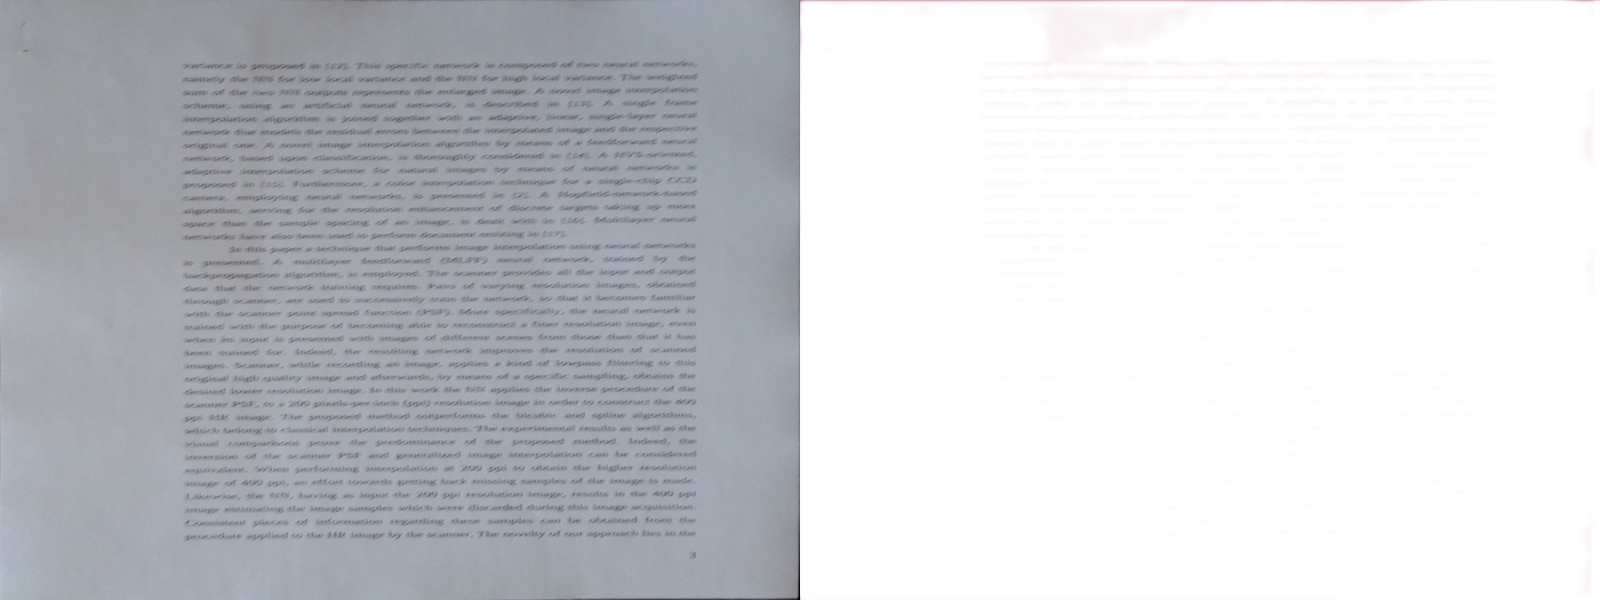 variance is proposed in [12]. This specific network is composed of two neural networks,
namely the NN for low local variance and the NN for high local variance. The weighted
sum of the two NN outputs represents the enlarged image. A novel image interpolation
scheme, using an artificial neural network, is described in [13]. A single frame
interpolation algorithm is joined together with an adaptive, linear, single-layer neural
network that models the residual errors between the interpolated image and the respective
original one. A novel image interpolation algorithm by means of a feedforward neural
network, based upon classification, is thoroughly considered in [14]. A HVS-oriented,
adaptive interpolation scheme for natural images by means of neural networks is
proposed in [15]. Furthermore, a color interpolation technique for a single-chip CCD
camera, employing neural networks, is presented in [2]. A Hopfield-network-based
algorithm, serving for the resolution enhancement of discrete targets taking up more
space than the sample spacing of an image, is dealt with in [16]. Multilayer neural
networks have also been used to perform document resizing in [17].
In this paper a technique that performs image interpolation using neural networks
is presented. A multilayer feedforward (MLFF) neural network, trained by the
backpropagation algorithm, is employed. The scanner provides all the input and output
data that the network training requires. Pairs of varying resolution images, obtained
through scanner, are used to successively train the network, so that it becomes familiar
with the scanner point spread function (PSF). More specifically, the neural network is
trained with the purpose of becoming able to reconstruct a finer resolution image, even
when its input is presented with images of different scenes from those than that it has
been trained for. Indeed, the resulting network improves the resolution of scanned
images. Scanner, while recording an image, applies a kind of lowpass filtering to this
original high quality image and afterwards, by means of a specific sampling, obtains the
desired lower resolution image. In this work the NN applies the inverse procedure of the
scanner PSF, to a 200 pixels-per-inch (ppi) resolution image in order to construct the 400
ppi HR image. The proposed method outperforms the bicubic and spline algorithms,
which belong to classical interpolation techniques. The experimental results as well as the
visual comparisons prove the predominance of the proposed method. Indeed, the
inversion of the scanner PSF and generalized image interpolation can be considered
equivalent. When performing interpolation at 200 ppi to obtain the higher resolution
image of 400 ppi, an effort towards getting back missing samples of the image is made.
Likewise, the NN, having as input the 200 ppi resolution image, results in the 400 ppi
image estimating the image samples which were discarded during this image acquisition.
Consistent pieces of information regarding these samples can be obtained from the
procedure applied to the HR image by the scanner. The novelty of our approach lies in the
3